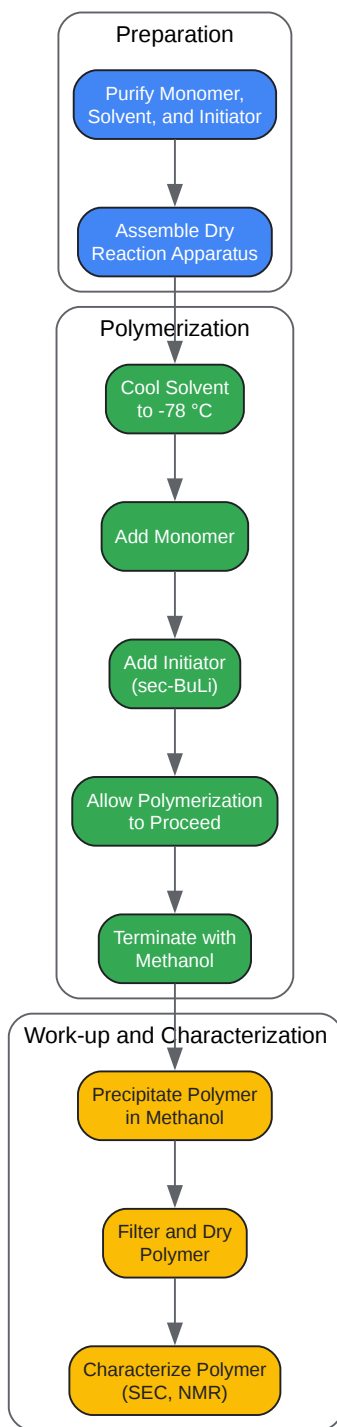 Preparation
Purify Monomer,
Solvent, and Initiator
Assemble Dry
Reaction Apparatus
Polymerization
Cool Solvent
to -78 °C
Add Monomer
Add Initiator
(sec-BuLi)
Allow Polymerization
to Proceed
Terminate with
Methanol
Work-up and Characterization
Precipitate Polymer
in Methanol
Filter and Dry
Polymer
Characterize Polymer
(SEC, NMR)